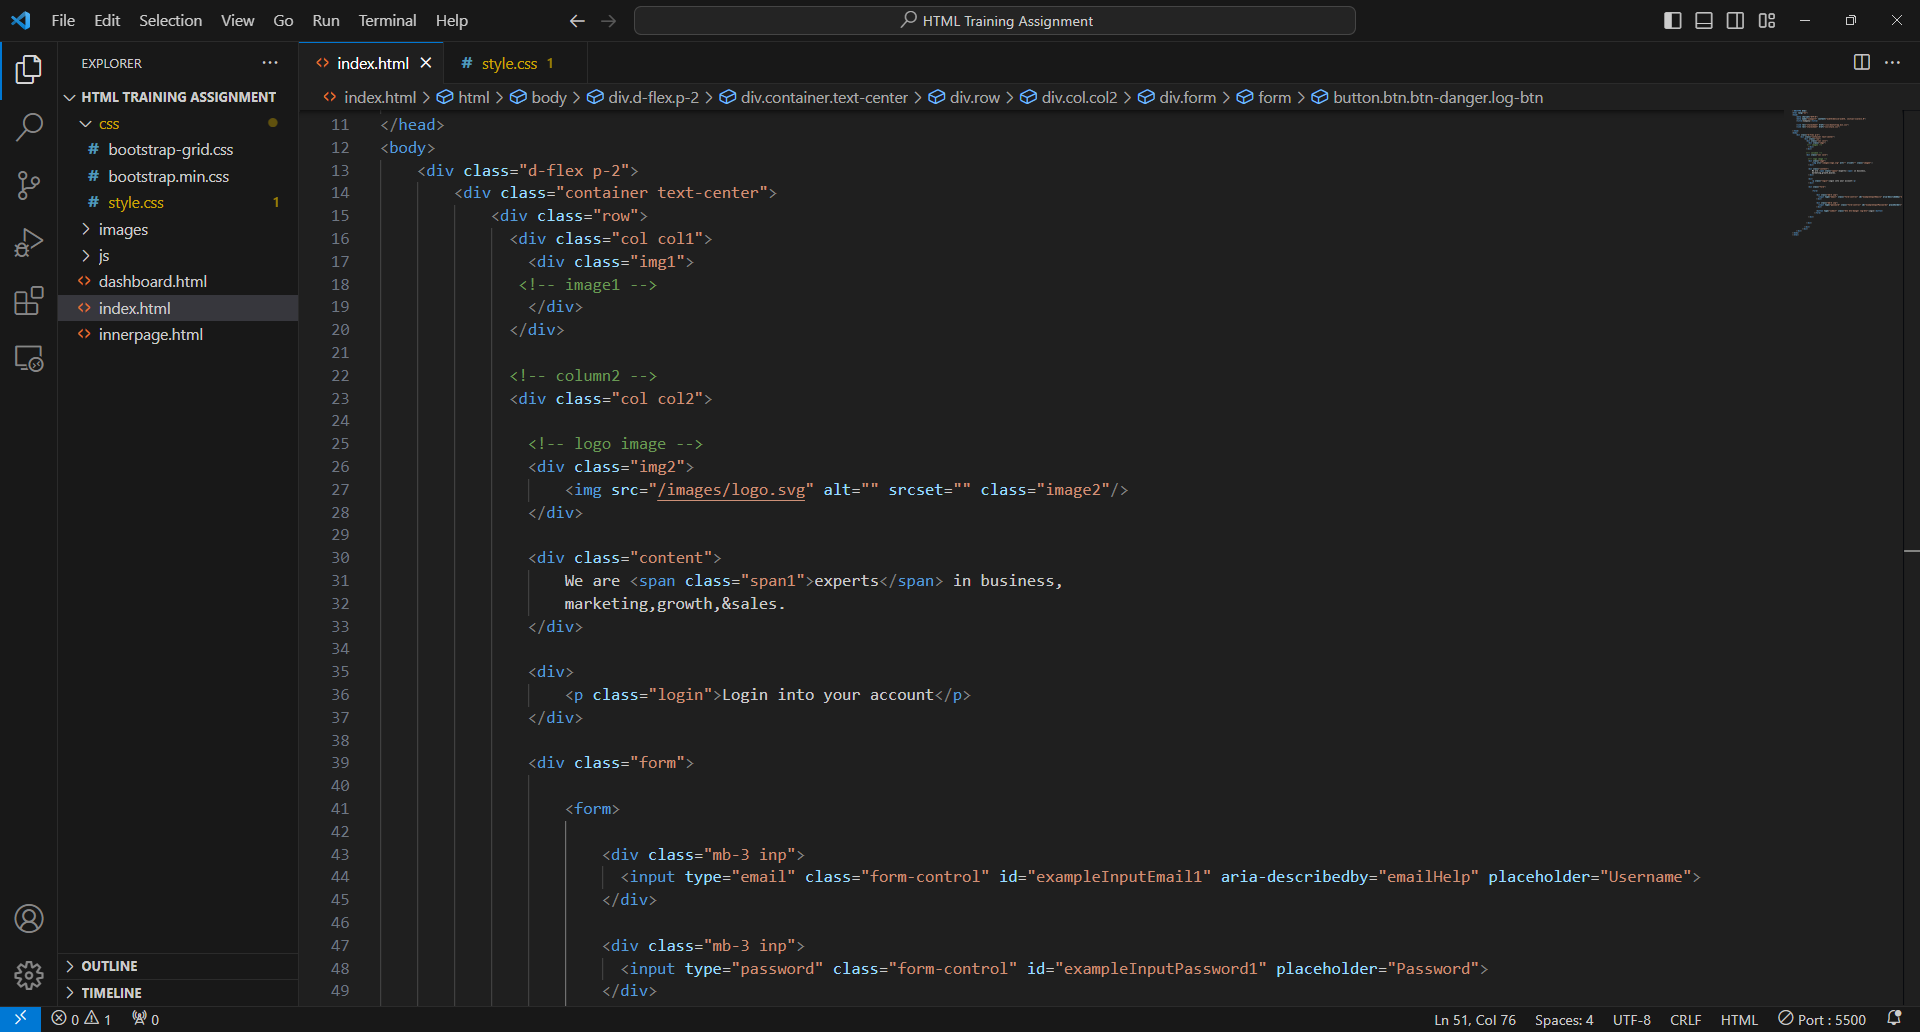 File Edit Selection View Go Run Terminal Help
HTML Training Assignment
EXPLORER
HTML TRAINING ASSIGNMENT
css
# bootstrap-grid.css
# bootstrap.min.css
# style.css 1
images
js
<> dashboard.html
<> index.html
<> innerpage.html
OUTLINE
TIMELINE
<> index.html # style.css 1
<> index.html > html > body > div.d-flex.p-2 > div.container.text-center > div.row > div.col.col2 > div.form > form > button.btn.btn-danger.log-btn
11 </head>
12 <body>
13 <div class="d-flex p-2">
14 <div class="container text-center">
15 <div class="row">
16 <div class="col col1">
17 <div class="img1">
18 <!-- image1 -->
19 </div>
20 </div>
21
22 <!-- column2 -->
23 <div class="col col2">
24
25 <!-- logo image -->
26 <div class="img2">
27 <img src="/images/logo.svg" alt="" srcset="" class="image2"/>
28 </div>
29
30 <div class="content">
31 We are <span class="span1">experts</span> in business,
32 marketing,growth,&sales.
33 </div>
34
35 <div>
36 <p class="login">Login into your account</p>
37 </div>
38
39 <div class="form">
40
41 <form>
42
43 <div class="mb-3 inp">
44 <input type="email" class="form-control" id="exampleInputEmail1" aria-describedby="emailHelp" placeholder="Username">
45 </div>
46
47 <div class="mb-3 inp">
48 <input type="password" class="form-control" id="exampleInputPassword1" placeholder="Password">
49 </div>
0 1 0 Ln 51, Col 76 Spaces: 4 UTF-8 CRLF HTML Port : 5500